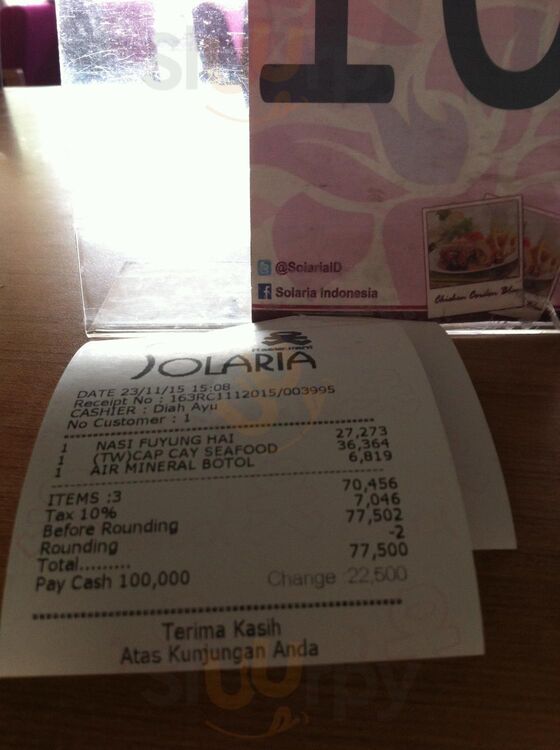 10
@SolariaID
Solaria Indonesia
Chicken Cordon Bleu
SOLARIA
DATE 23/11/15 15:08
Receipt No : 163RC1112015/003995
CASHIER : Diah Ayu
No Customer : 1
1 NASI FUYUNG HAI 27,273
1 (TW)CAP CAY SEAFOOD 36,364
1 AIR MINERAL BOTOL 6,819
ITEMS :3 70,456
Tax 10% 7,046
Before Rounding 77,502
Rounding -2
Total......... 77,500
Pay Cash 100,000 Change :22,500
Terima Kasih
Atas Kunjungan Anda
sluurpy